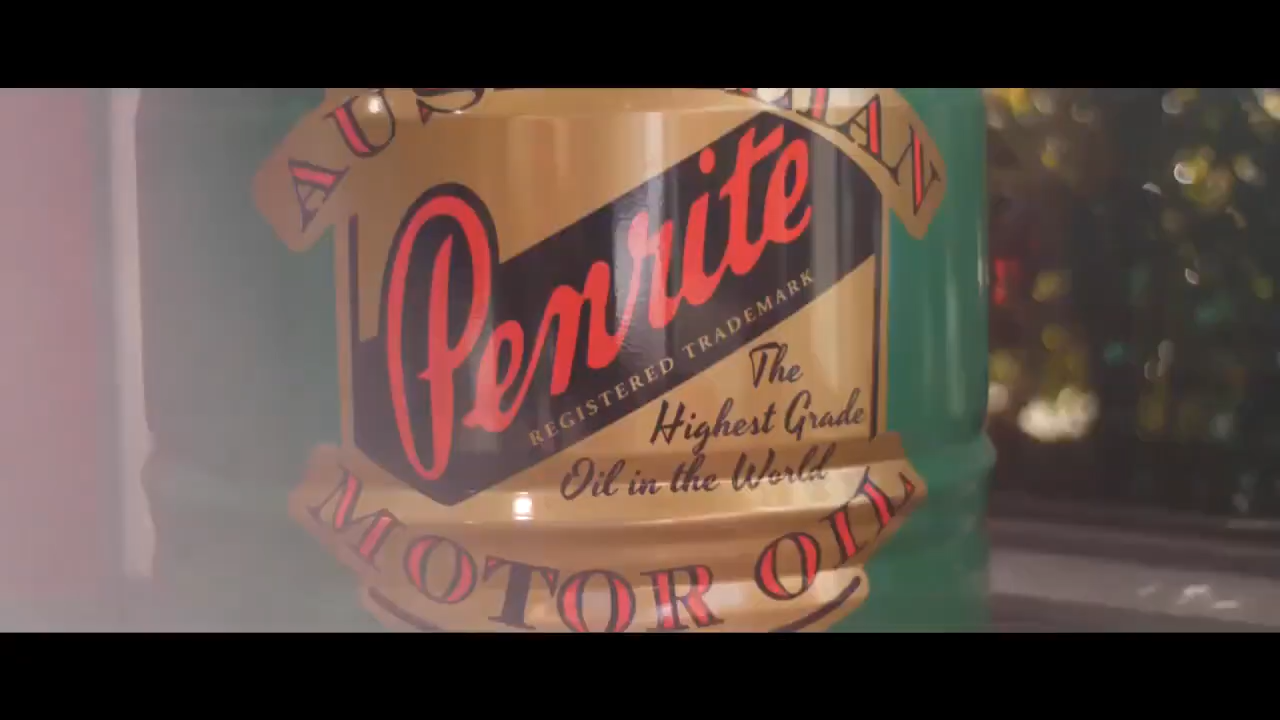 Penrite
REGISTERED TRADEMARK
The
Highest Grade
Oil in the World
MOTOR OIL